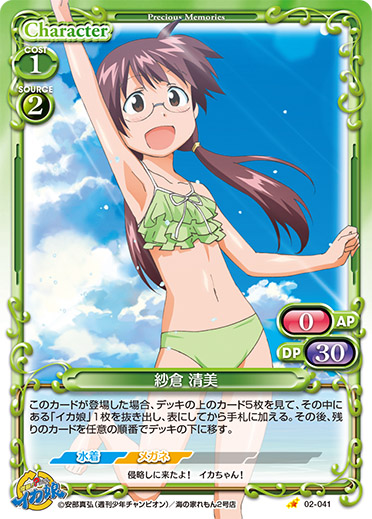 Precious Memories
Character
COST
1
SOURCE
2
0 AP
DP 30
紗倉 清美
このカードが登場した場合、デッキの上のカード5枚を見て、その中に
ある「イカ娘」1枚を抜き出し、表にしてから手札に加える。その後、残
りのカードを任意の順番でデッキの下に移す。
水着 メガネ
侵略しに来たよ! イカちゃん!
イカ娘
©安部真弘(週刊少年チャンピオン)/海の家れもん2号店
02-041